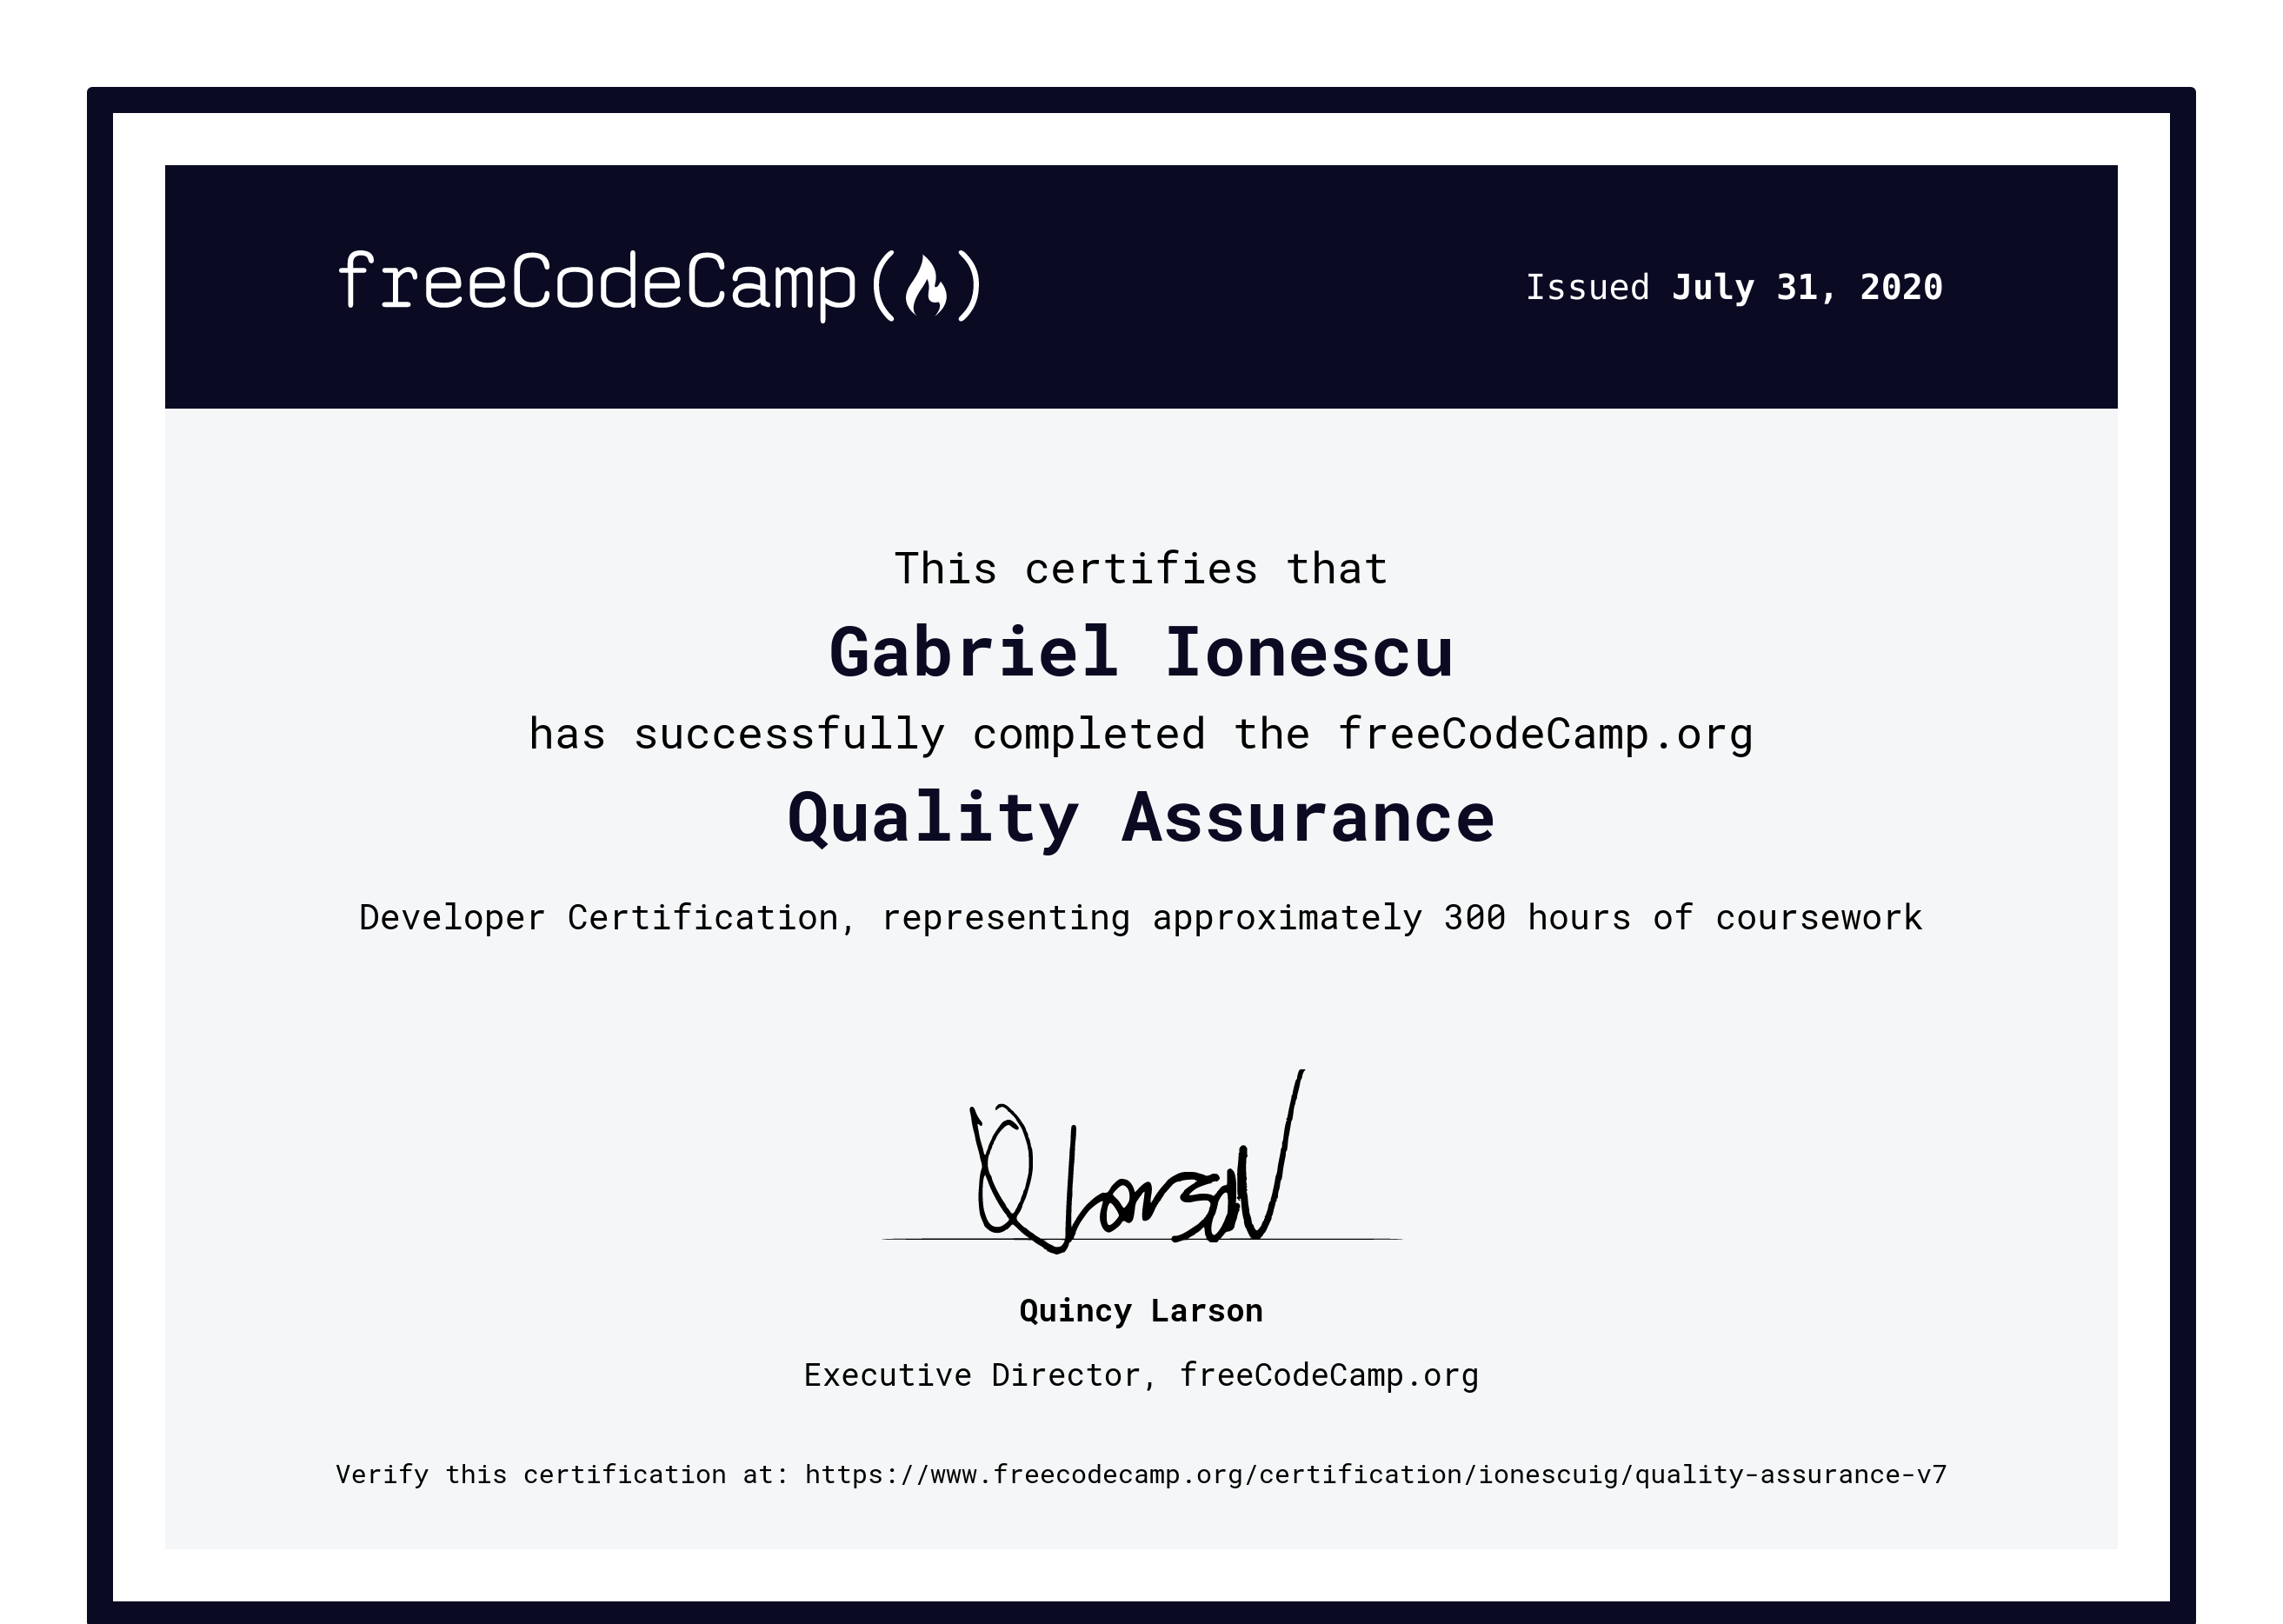 freeCodeCamp(🔥)
Issued July 31, 2020
This certifies that
Gabriel Ionescu
has successfully completed the freeCodeCamp.org
Quality Assurance
Developer Certification, representing approximately 300 hours of coursework
Q Larson
Quincy Larson
Executive Director, freeCodeCamp.org
Verify this certification at: https://www.freecodecamp.org/certification/ionescuig/quality-assurance-v7